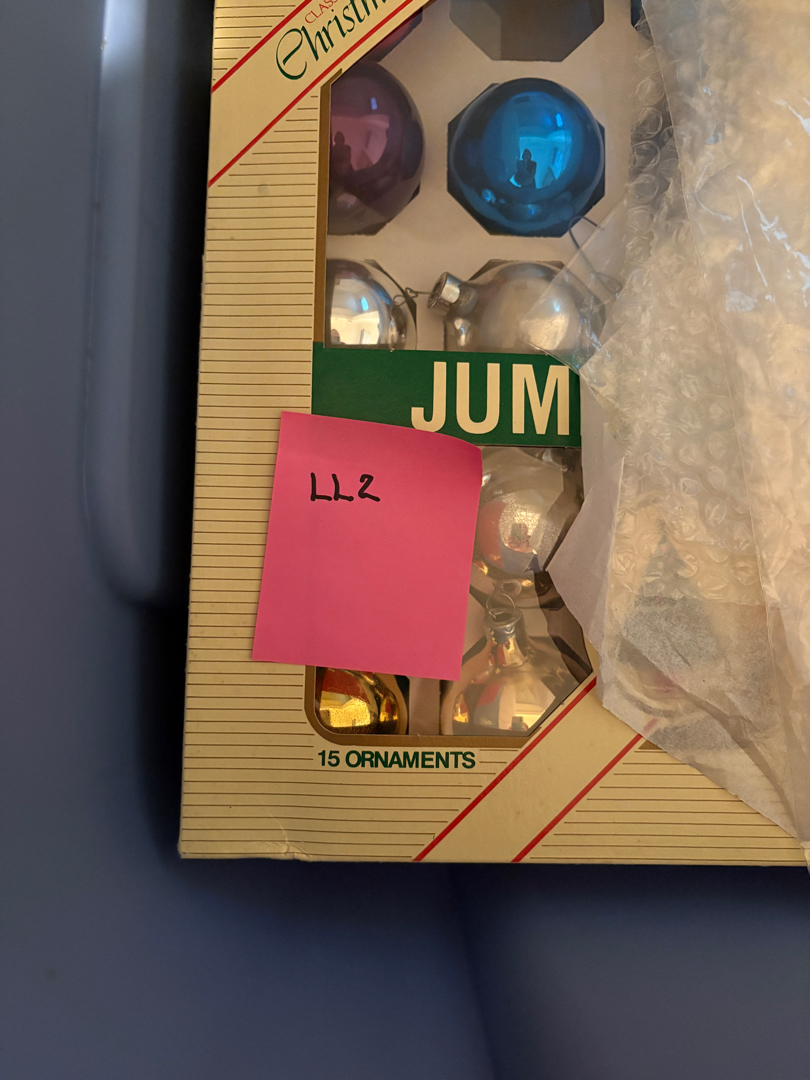 Christm
JUM
LL2
15 ORNAMENTS